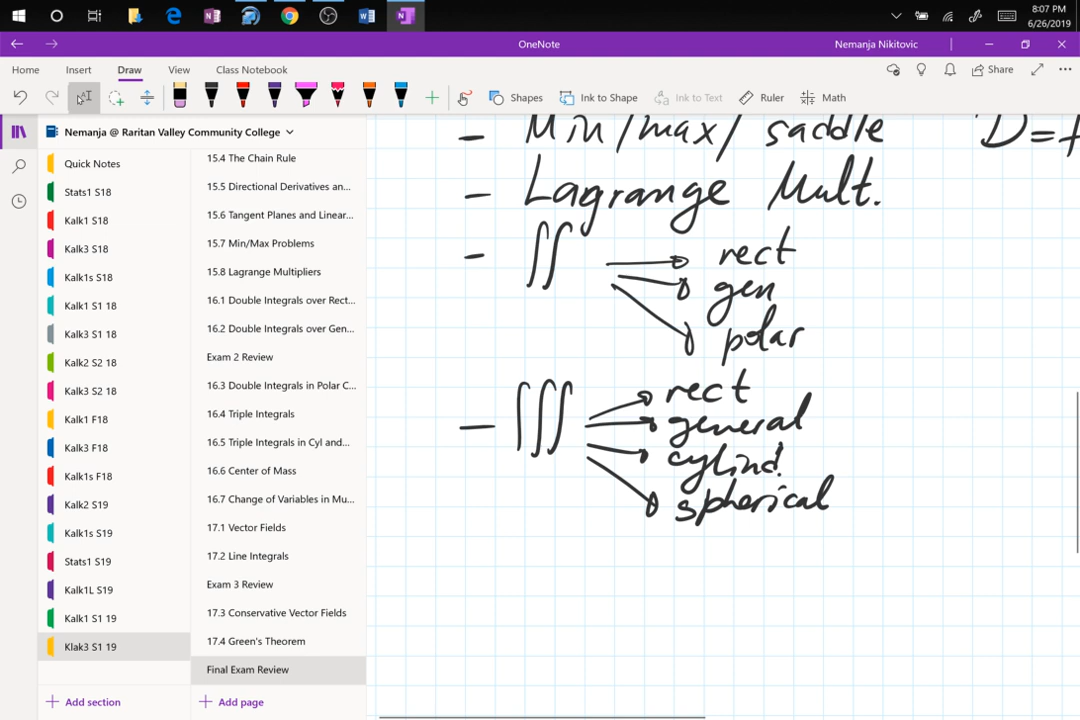 8:07 PM
6/26/2019
OneNote
Nemanja Nikitovic
Home Insert Draw View Class Notebook
Share
Shapes Ink to Shape Ink to Text Ruler Math
Nemanja @ Raritan Valley Community College
Quick Notes
Stats1 S18
Kalk1 S18
Kalk3 S18
Kalk1s S18
Kalk1 S1 18
Kalk3 S1 18
Kalk2 S2 18
Kalk3 S2 18
Kalk1 F18
Kalk3 F18
Kalk1s F18
Kalk2 S19
Kalk1s S19
Stats1 S19
Kalk1L S19
Kalk1 S1 19
Klak3 S1 19
Add section
15.4 The Chain Rule
15.5 Directional Derivatives an...
15.6 Tangent Planes and Linear...
15.7 Min/Max Problems
15.8 Lagrange Multipliers
16.1 Double Integrals over Rect...
16.2 Double Integrals over Gen...
Exam 2 Review
16.3 Double Integrals in Polar C...
16.4 Triple Integrals
16.5 Triple Integrals in Cyl and...
16.6 Center of Mass
16.7 Change of Variables in Mu...
17.1 Vector Fields
17.2 Line Integrals
Exam 3 Review
17.3 Conservative Vector Fields
17.4 Green's Theorem
Final Exam Review
Add page
- Min/max/ saddle D=f
- Lagrange Mult.
- ∬ → rect
→ gen
→ polar
- ∭ → rect
→ general
→ cylind.
→ spherical